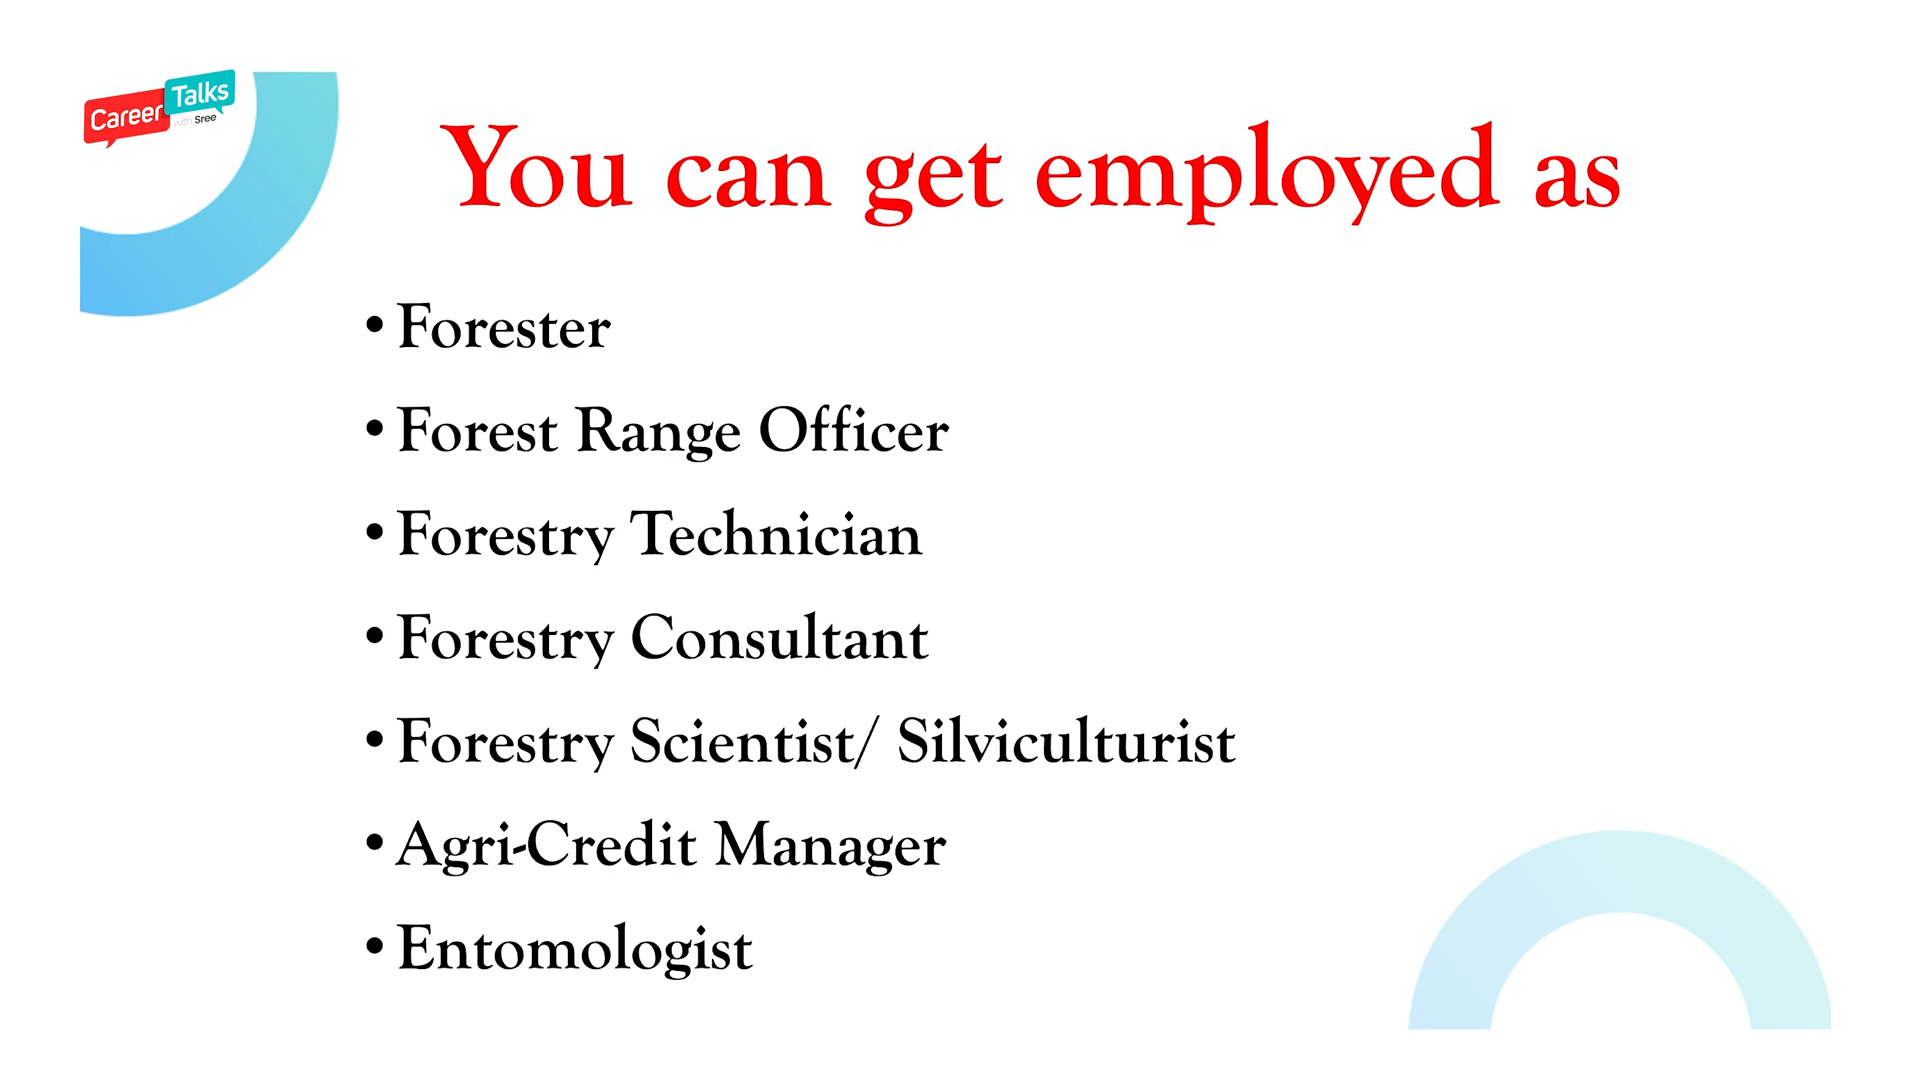 Career Talks
with Sree
You can get employed as
• Forester
• Forest Range Officer
• Forestry Technician
• Forestry Consultant
• Forestry Scientist/ Silviculturist
• Agri-Credit Manager
• Entomologist